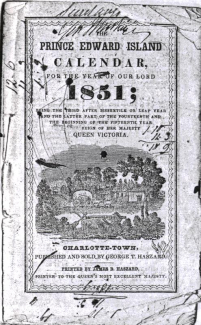 THE
PRINCE EDWARD ISLAND
CALENDAR,
FOR THE YEAR OF OUR LORD
1851;
BEING THE THIRD AFTER BISSEXTILE OR LEAP YEAR
AND THE LATTER PART OF THE FOURTEENTH AND
THE BEGINNING OF THE FIFTEENTH YEAR
REIGN OF HER MAJESTY
QUEEN VICTORIA.
CHARLOTTE-TOWN,
PUBLISHED AND SOLD, BY GEORGE T. HASZARD.
PRINTED BY JAMES D. HASZARD,
PRINTER TO THE QUEEN'S MOST EXCELLENT MAJESTY.